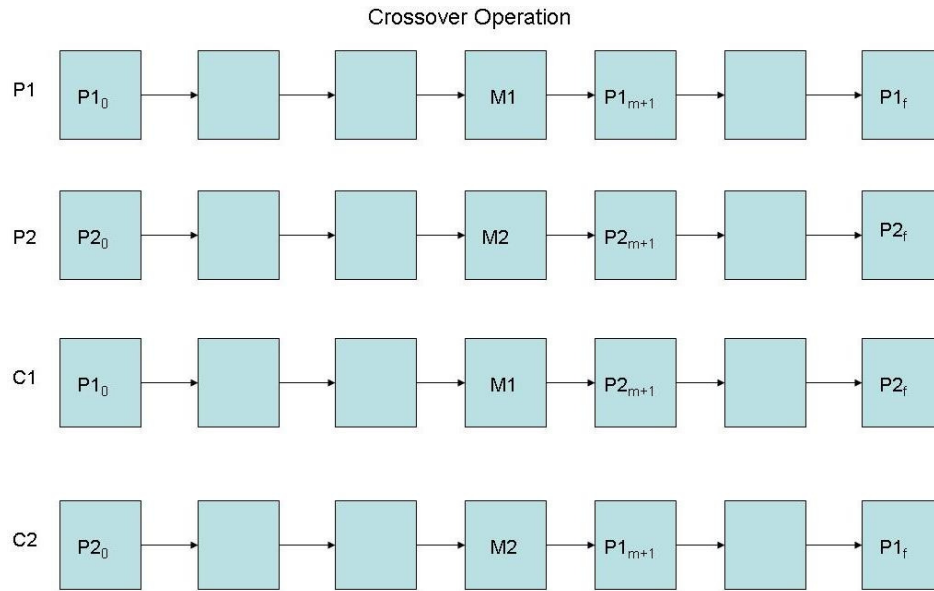 Crossover Operation
P1 P1₀ M1 P1ₘ₊₁ P1f
P2 P2₀ M2 P2ₘ₊₁ P2f
C1 P1₀ M1 P2ₘ₊₁ P2f
C2 P2₀ M2 P1ₘ₊₁ P1f